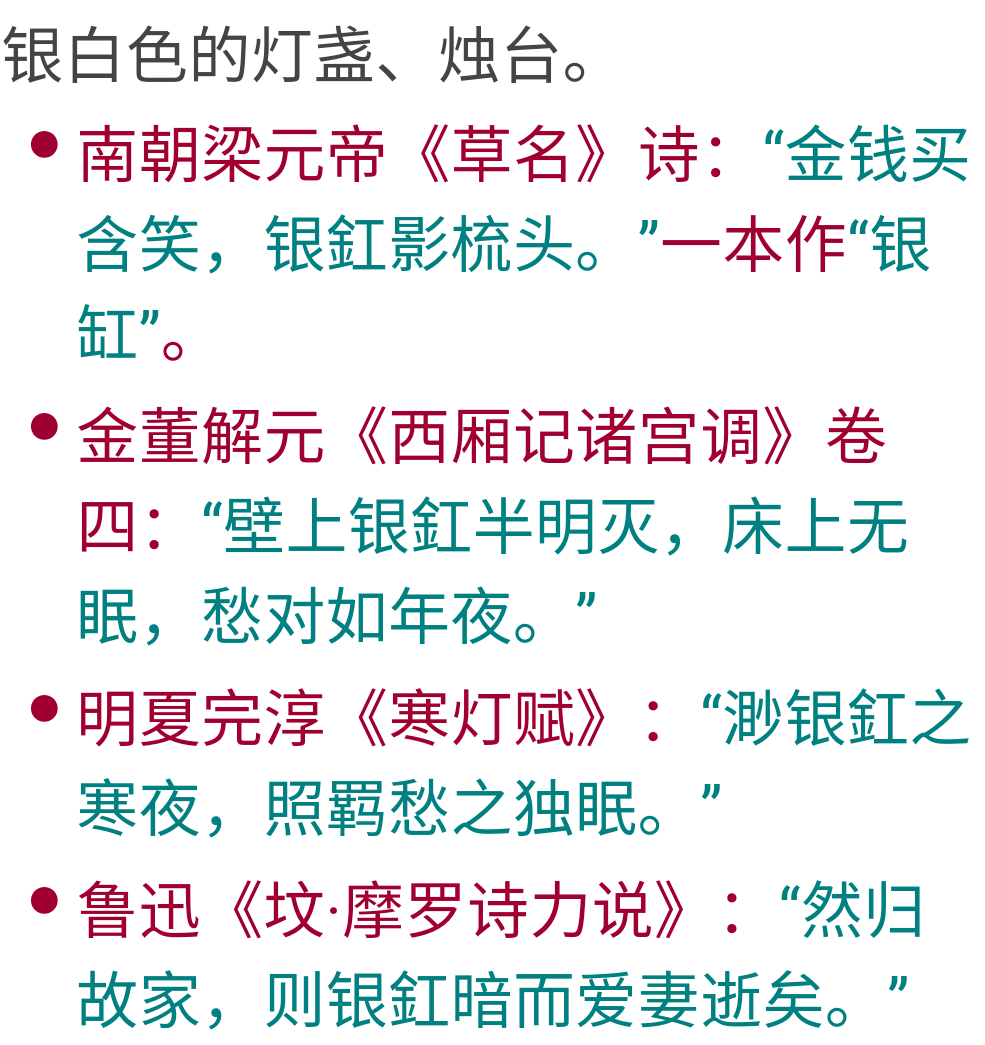 银白色的灯盏、烛台。
• 南朝梁元帝《草名》诗：“金钱买
含笑，银釭影梳头。”一本作“银
缸”。
• 金董解元《西厢记诸宫调》卷
四：“壁上银釭半明灭，床上无
眠，愁对如年夜。”
• 明夏完淳《寒灯赋》：“渺银釭之
寒夜，照羁愁之独眠。”
• 鲁迅《坟·摩罗诗力说》：“然归
故家，则银釭暗而爱妻逝矣。”